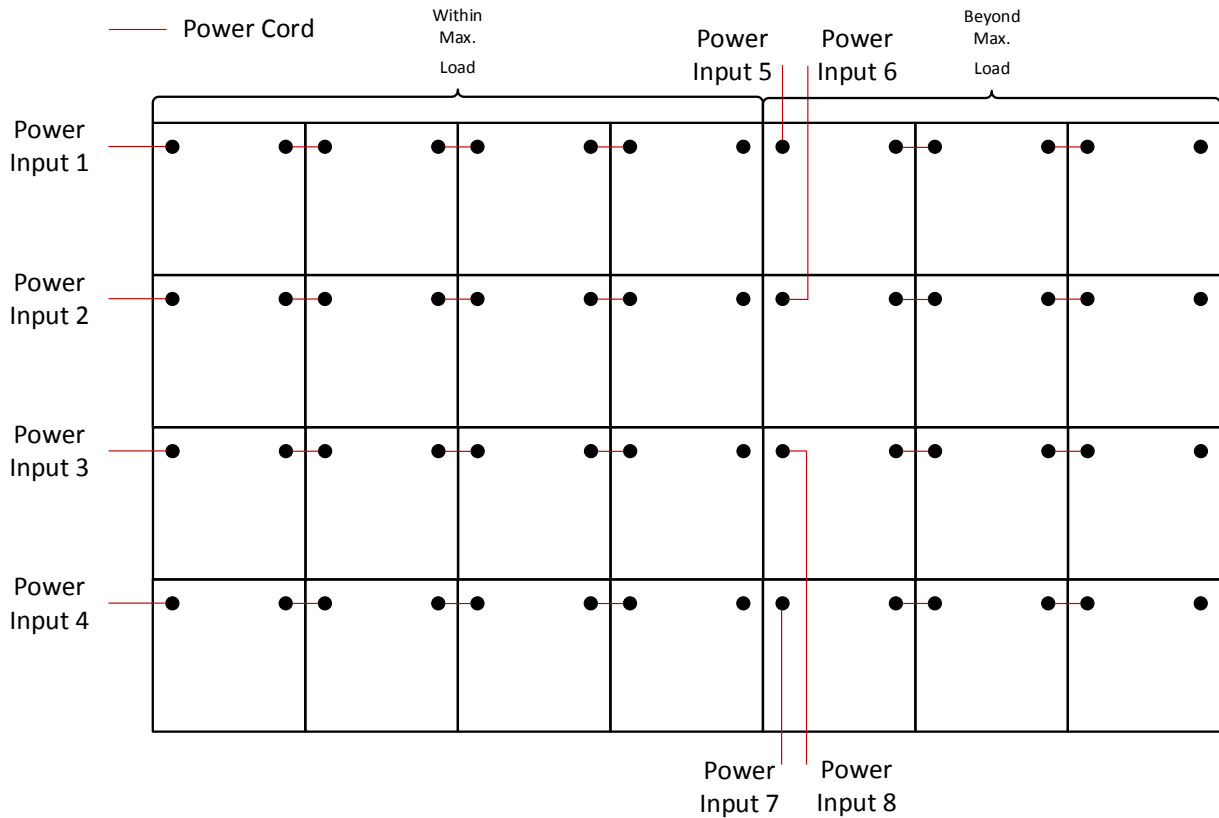 Power Cord
Within
Max.
Load
Power
Input 5
Power
Input 6
Beyond
Max.
Load
Power
Input 1
Power
Input 2
Power
Input 3
Power
Input 4
Power
Input 7
Power
Input 8